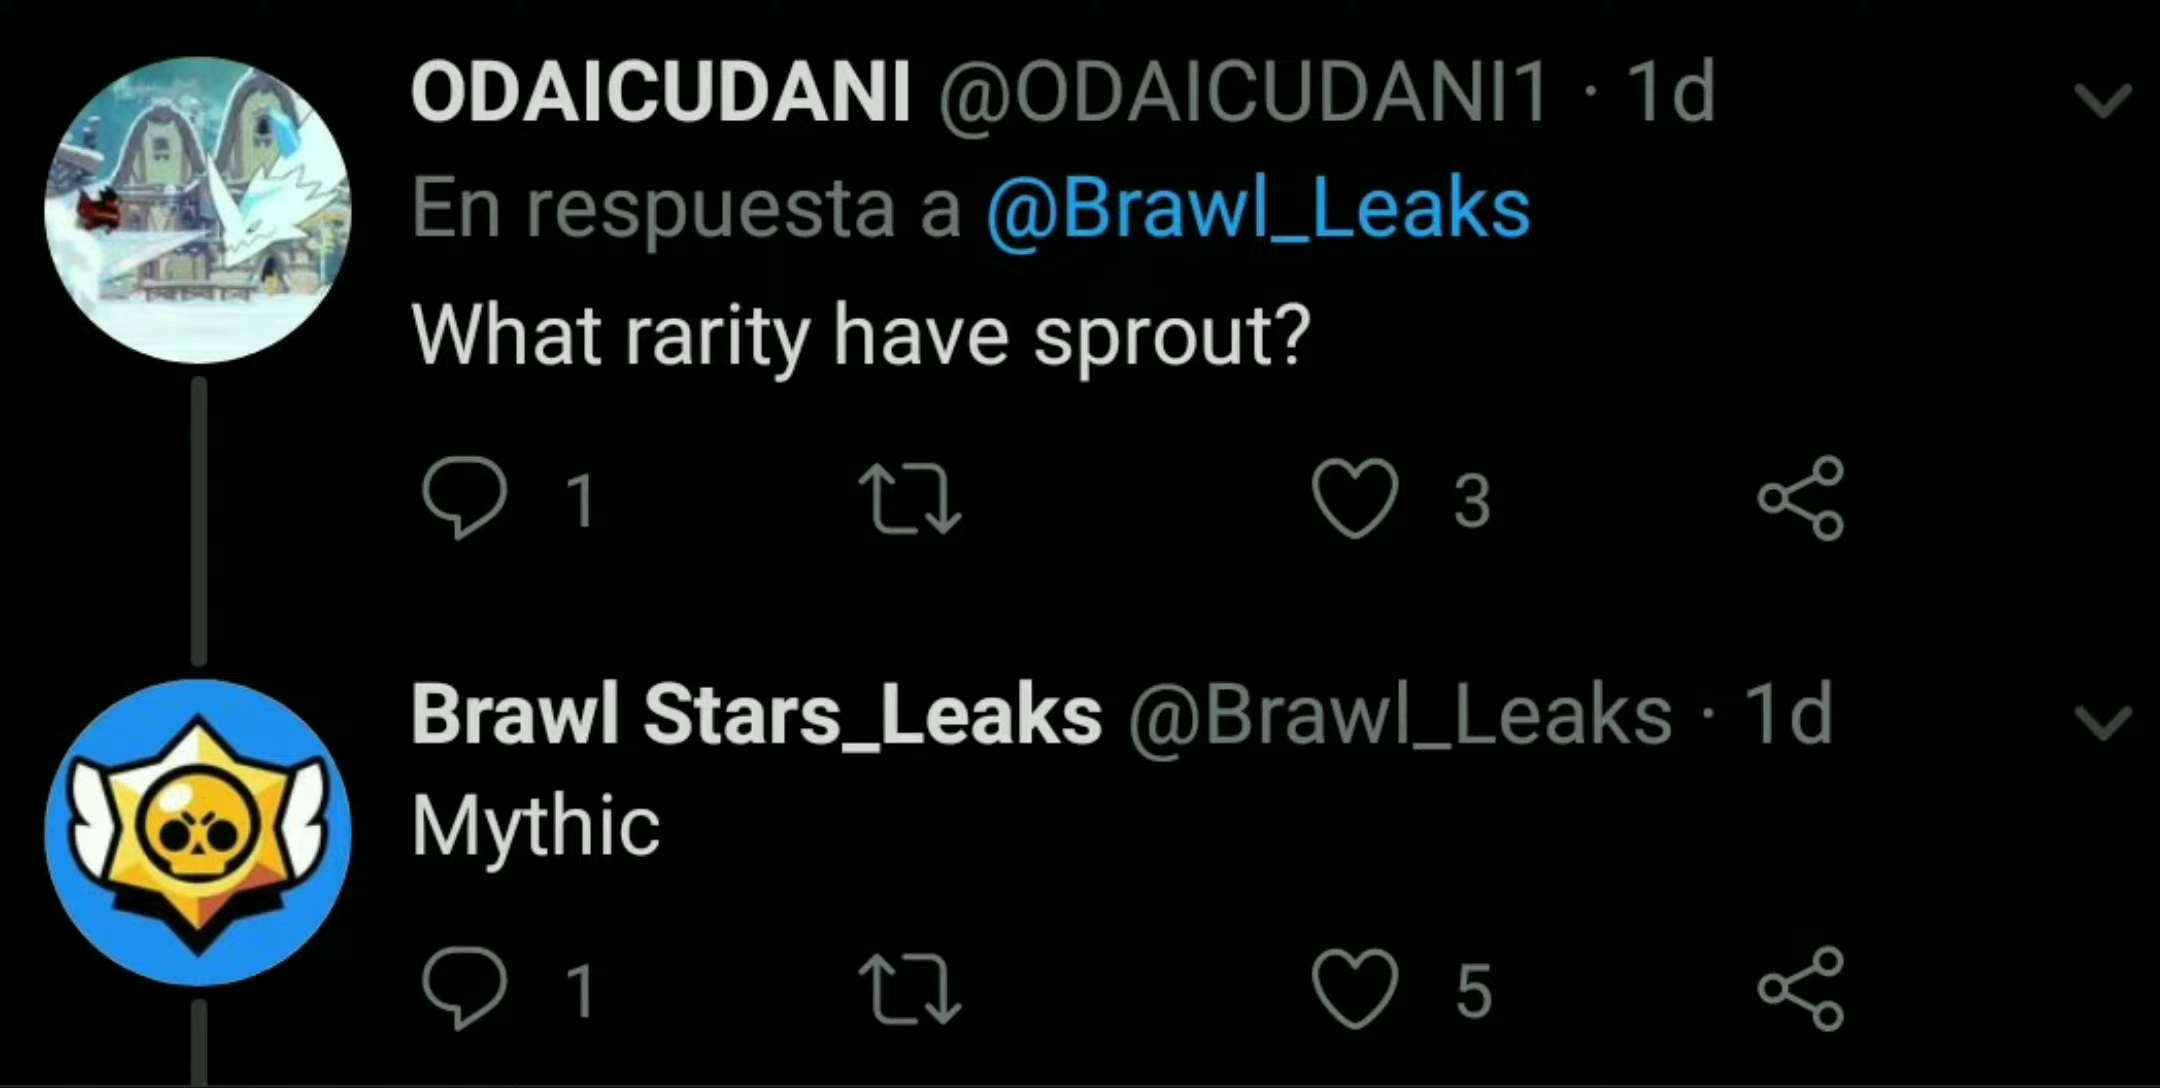 ODAICUDANI @ODAICUDANI1 · 1d
En respuesta a @Brawl_Leaks
What rarity have sprout?
1 3
Brawl Stars_Leaks @Brawl_Leaks · 1d
Mythic
1 5